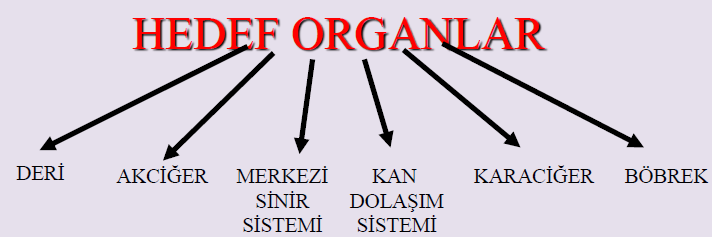 HEDEF ORGANLAR
DERİ
AKCİĞER
MERKEZİ
SİNİR
SİSTEMİ
KAN
DOLAŞIM
SİSTEMİ
KARACİĞER
BÖBREK